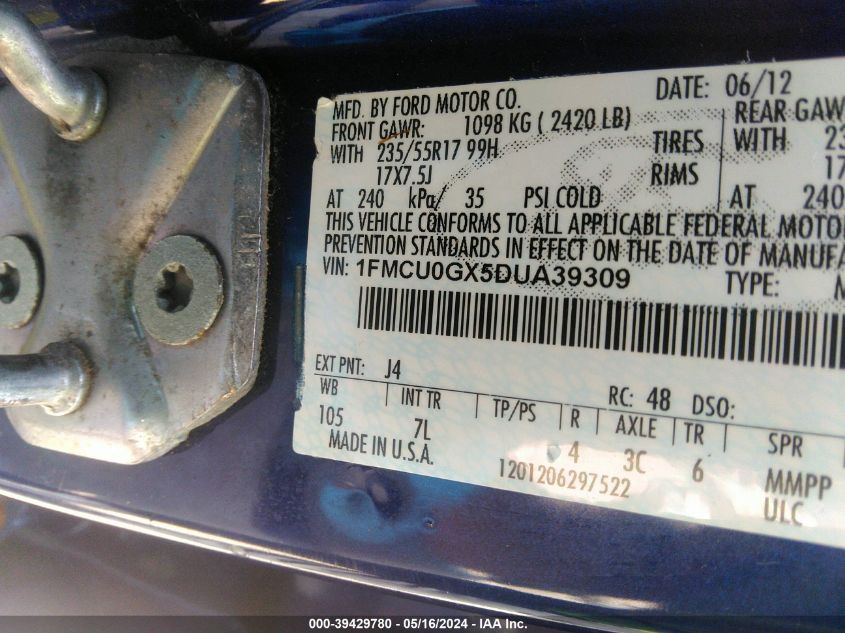 DATE: 06/12
MFD. BY FORD MOTOR CO.
FRONT GAWR: 1098 KG ( 2420 LB)
REAR GAW
WITH 235/55R17 99H TIRES WITH 23
17X7.5J RIMS 17
AT 240 kPa/ 35 PSI COLD AT 240
THIS VEHICLE CONFORMS TO ALL APPLICABLE FEDERAL MOTOR
PREVENTION STANDARDS IN EFFECT ON THE DATE OF MANUFA
VIN: 1FMCU0GX5DUA39309 TYPE: M
EXT PNT: J4 RC: 48 DSO:
WB INT TR TP/PS R AXLE TR SPR
105 7L 4 3C 6 MMPP
MADE IN U.S.A. 1201206297522 ULC
000-39429780 - 05/16/2024 - IAA Inc.